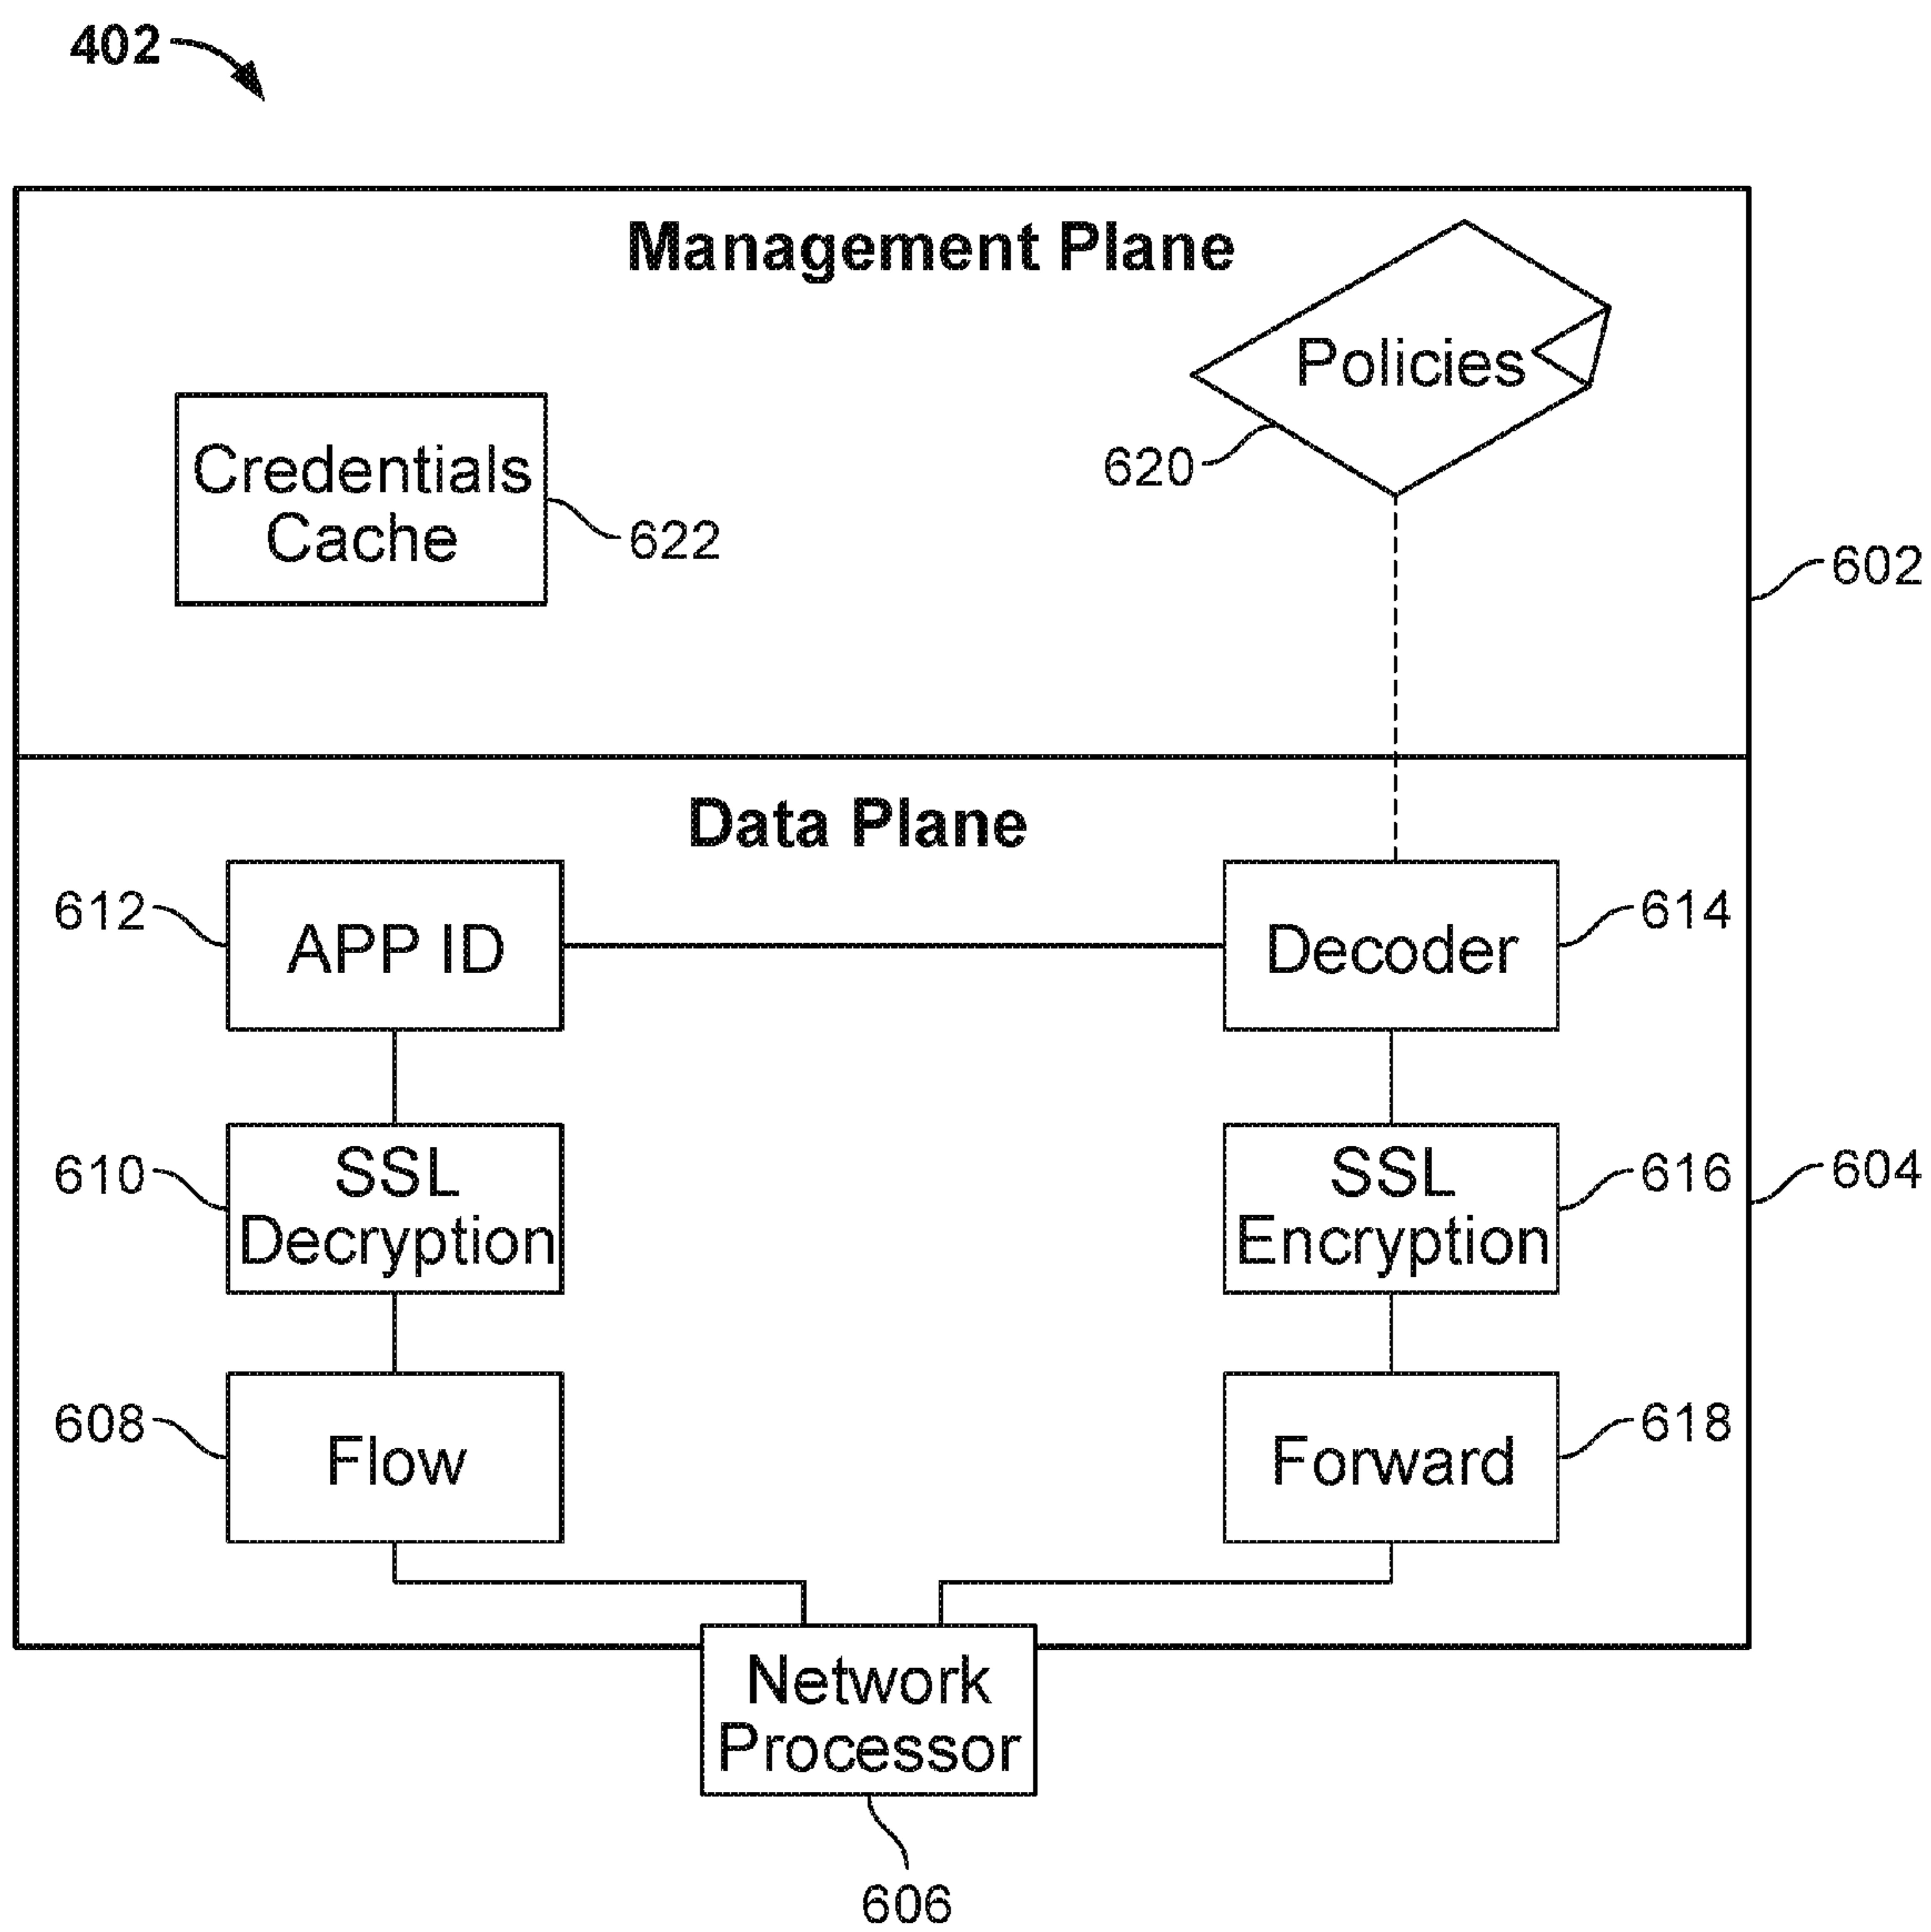 402
Management Plane
Policies
620
Credentials
Cache
622
602
Data Plane
612
APP ID
Decoder
614
610
SSL
Decryption
SSL
Encryption
616
604
608
Flow
Forward
618
Network
Processor
606